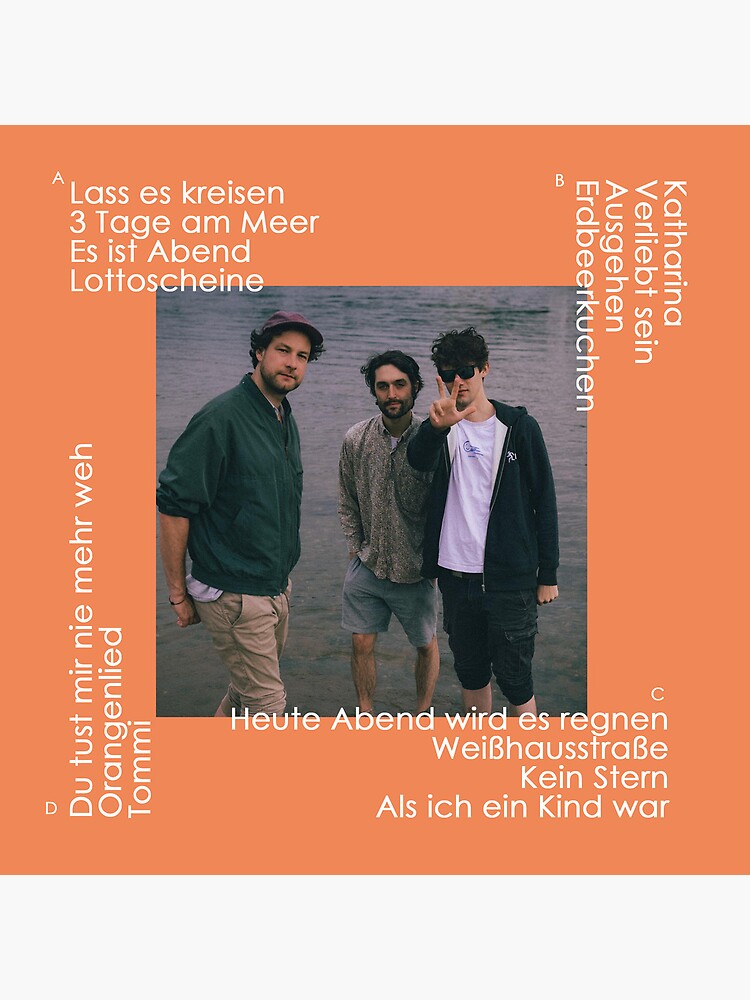 A
Lass es kreisen
3 Tage am Meer
Es ist Abend
Lottoscheine
B
Katharina
Verliebt sein
Ausgehen
Erdbeerkuchen
C
Heute Abend wird es regnen
Weißhausstraße
Kein Stern
Als ich ein Kind war
D
Du tust mir nie mehr weh
Orangenlied
Tommi